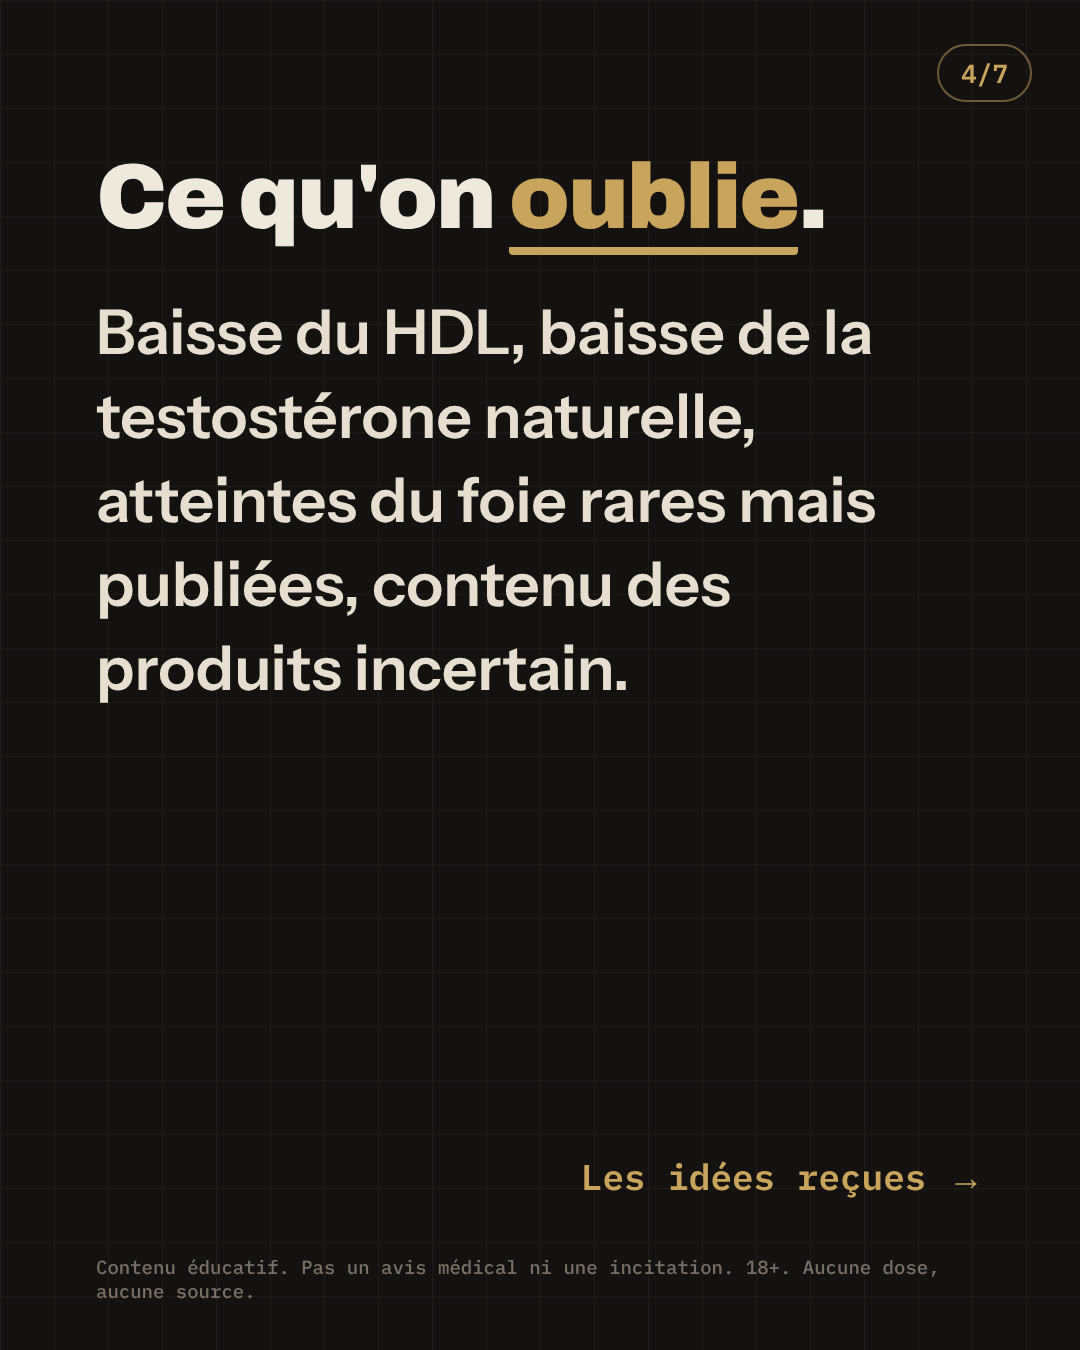 4/7
Ce qu'on oublie.
Baisse du HDL, baisse de la
testostérone naturelle,
atteintes du foie rares mais
publiées, contenu des
produits incertain.
Les idées reçues →
Contenu éducatif. Pas un avis médical ni une incitation. 18+. Aucune dose,
aucune source.